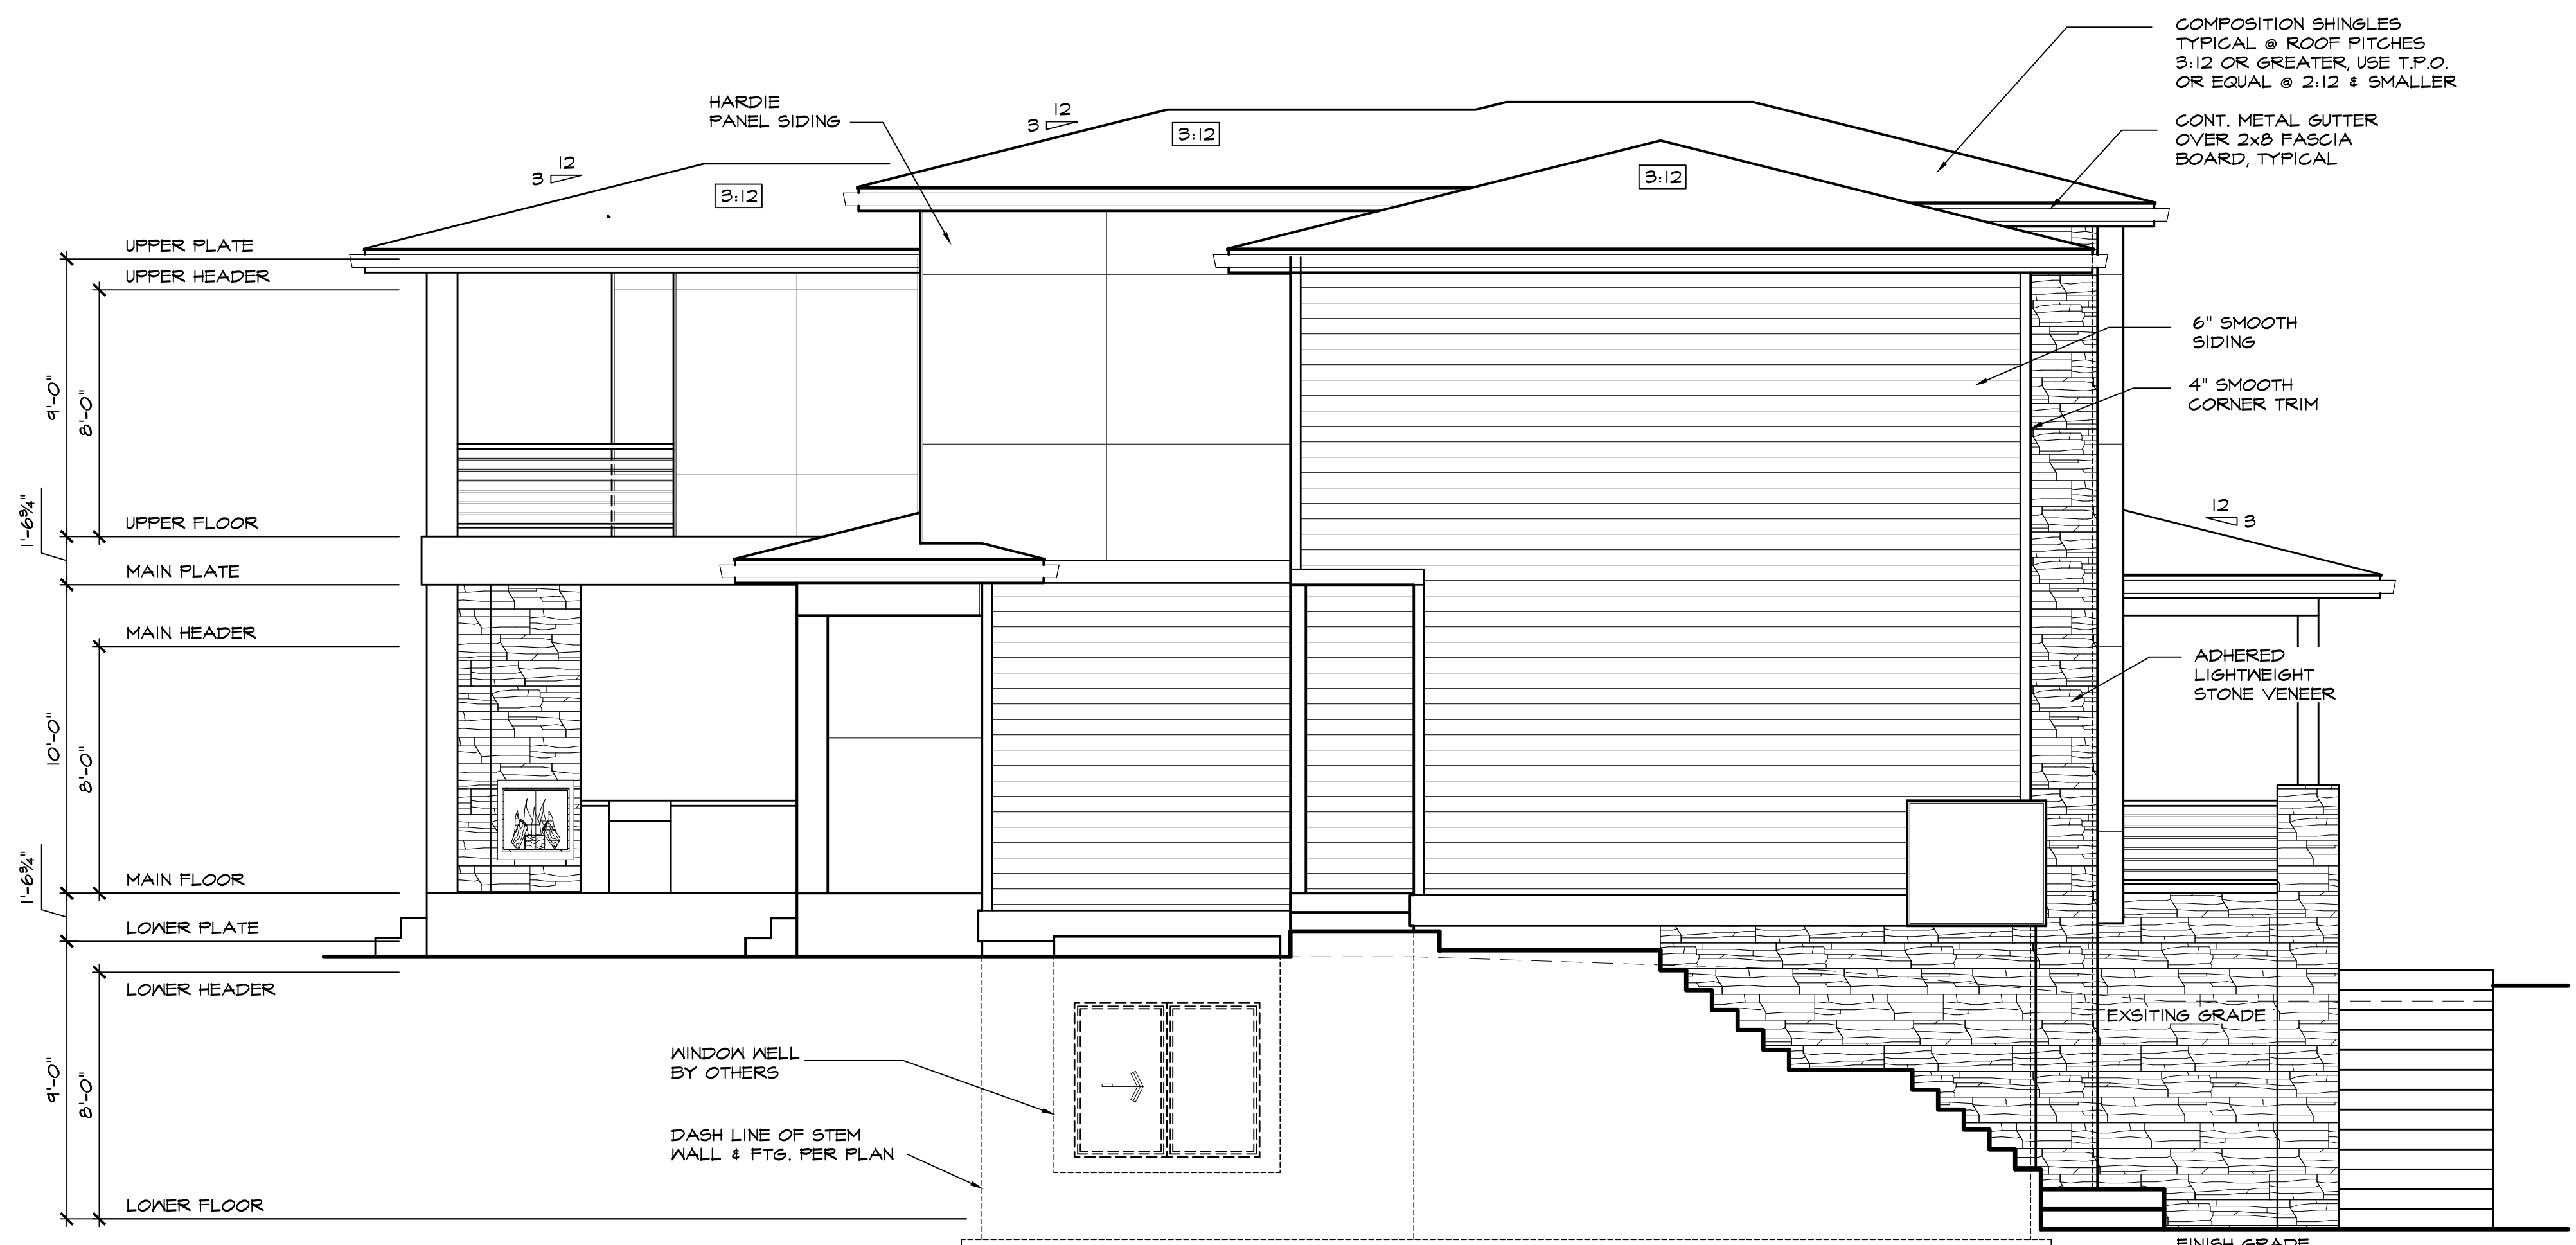 COMPOSITION SHINGLES
TYPICAL @ ROOF PITCHES
3:12 OR GREATER, USE T.P.O.
OR EQUAL @ 2:12 & SMALLER
HARDIE
PANEL SIDING
12
3
3:12
CONT. METAL GUTTER
OVER 2x8 FASCIA
BOARD, TYPICAL
12
3
3:12
3:12
UPPER PLATE
UPPER HEADER
9'-0"
8'-0"
6" SMOOTH
SIDING
4" SMOOTH
CORNER TRIM
1'-6¾"
UPPER FLOOR
12
3
MAIN PLATE
MAIN HEADER
ADHERED
LIGHTWEIGHT
STONE VENEER
10'-0"
8'-0"
1'-6¾"
MAIN FLOOR
LOWER PLATE
LOWER HEADER
EXSITING GRADE
WINDOW WELL
BY OTHERS
9'-0"
8'-0"
DASH LINE OF STEM
WALL & FTG. PER PLAN
LOWER FLOOR
FINISH GRADE